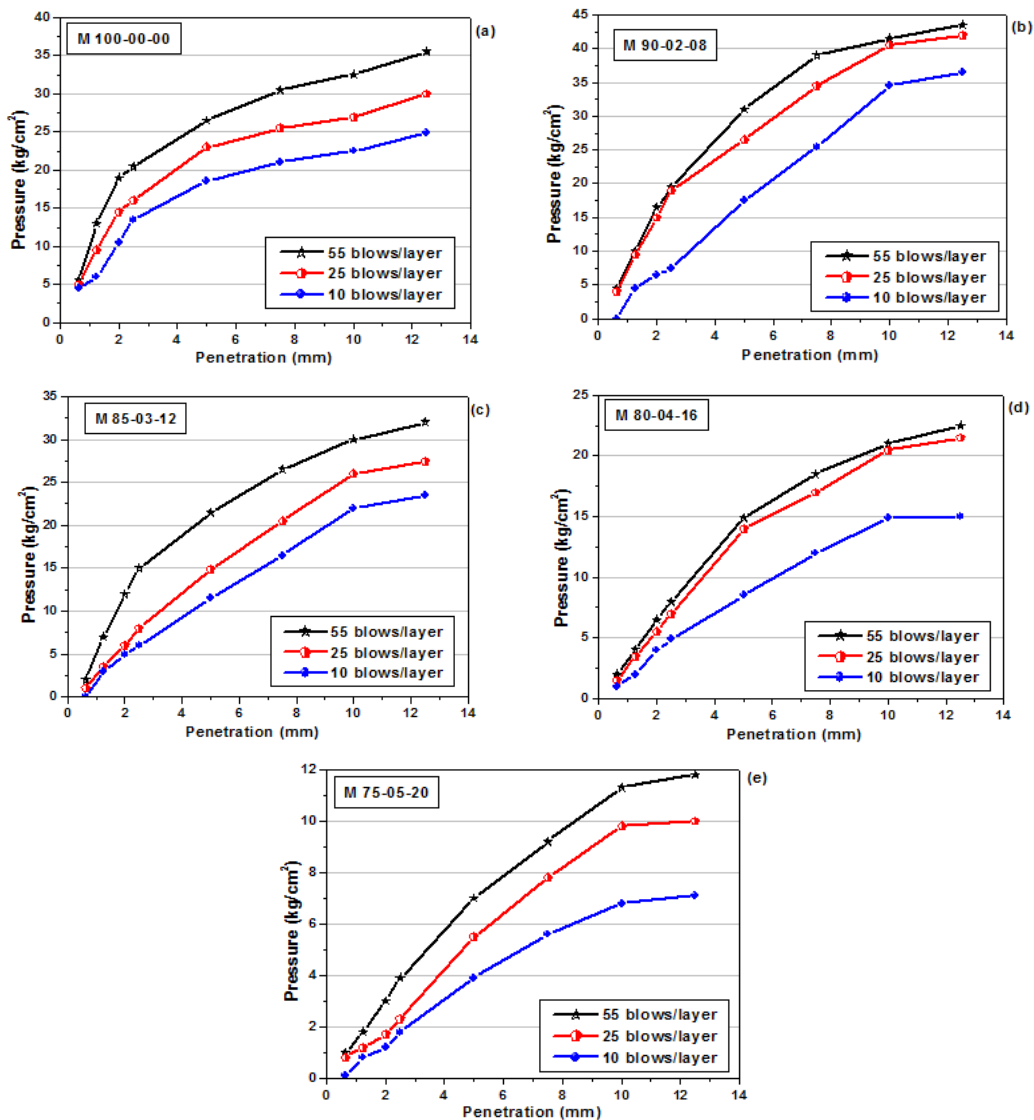 M 100-00-00
(a)
Pressure (kg/cm²)
40
35
30
25
20
15
10
5
0
0 2 4 6 8 10 12 14
Penetration (mm)
55 blows/layer
25 blows/layer
10 blows/layer
M 90-02-08
(b)
Pressure (kg/cm²)
45
40
35
30
25
20
15
10
5
0
0 2 4 6 8 10 12 14
Penetration (mm)
55 blows/layer
25 blows/layer
10 blows/layer
M 85-03-12
(c)
Pressure (kg/cm²)
35
30
25
20
15
10
5
0
0 2 4 6 8 10 12 14
Penetration (mm)
55 blows/layer
25 blows/layer
10 blows/layer
M 80-04-16
(d)
Pressure (kg/cm²)
25
20
15
10
5
0
0 2 4 6 8 10 12 14
Penetration (mm)
55 blows/layer
25 blows/layer
10 blows/layer
M 75-05-20
(e)
Pressure (kg/cm²)
12
10
8
6
4
2
0
0 2 4 6 8 10 12 14
Penetration (mm)
55 blows/layer
25 blows/layer
10 blows/layer